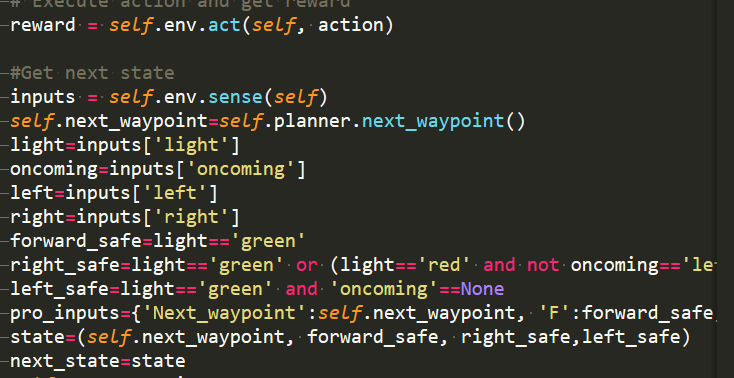 # Execute action and get reward
reward = self.env.act(self, action)
#Get next state
inputs = self.env.sense(self)
self.next_waypoint=self.planner.next_waypoint()
light=inputs['light']
oncoming=inputs['oncoming']
left=inputs['left']
right=inputs['right']
forward_safe=light=='green'
right_safe=light=='green' or (light=='red' and not oncoming=='le
left_safe=light=='green' and 'oncoming'==None
pro_inputs={'Next_waypoint':self.next_waypoint, 'F':forward_safe,
state=(self.next_waypoint, forward_safe, right_safe,left_safe)
next_state=state